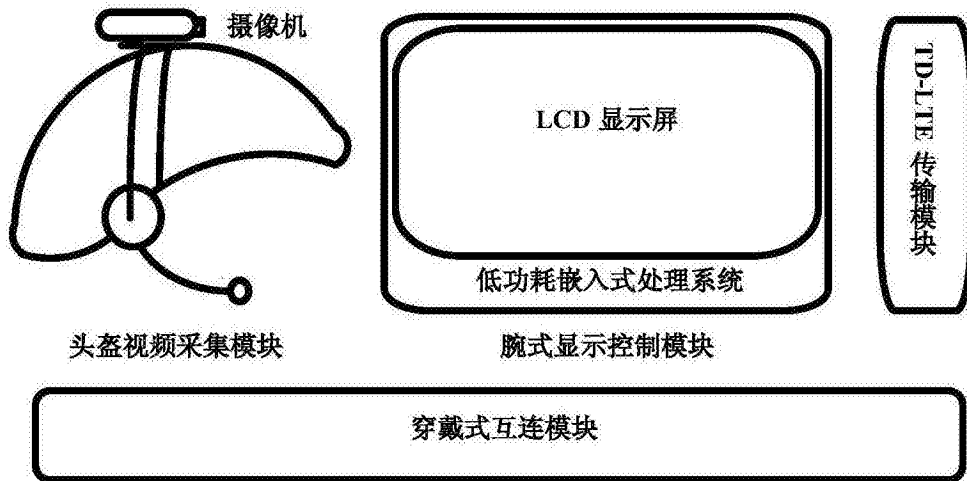 摄像机
LCD 显示屏
低功耗嵌入式处理系统
TD-LTE 传输模块
头盔视频采集模块
腕式显示控制模块
穿戴式互连模块